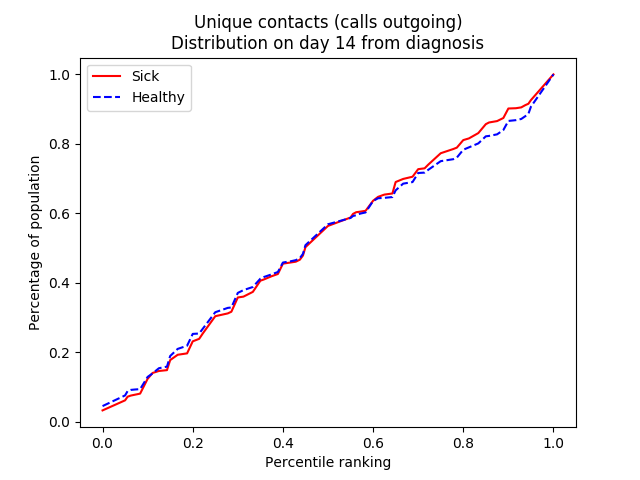 Unique contacts (calls outgoing)
Distribution on day 14 from diagnosis
Sick
Healthy
Percentage of population
1.0
0.8
0.6
0.4
0.2
0.0
0.0 0.2 0.4 0.6 0.8 1.0
Percentile ranking